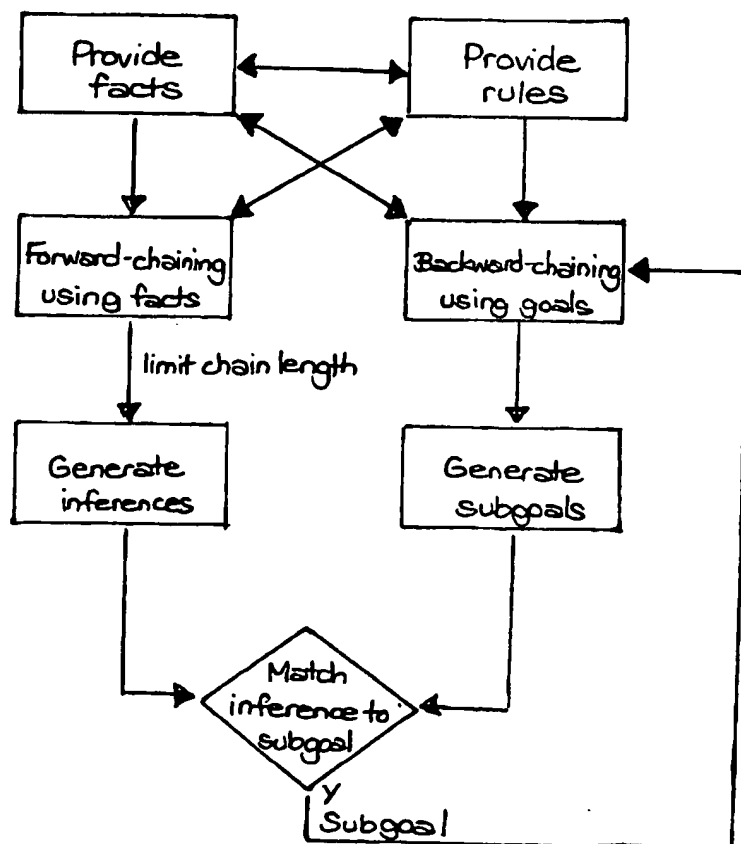 Provide
facts
Provide
rules
Forward-chaining
using facts
Backward-chaining
using goals
limit chain length
Generate
inferences
Generate
subgoals
Match
inference to
subgoal
Y
Subgoal